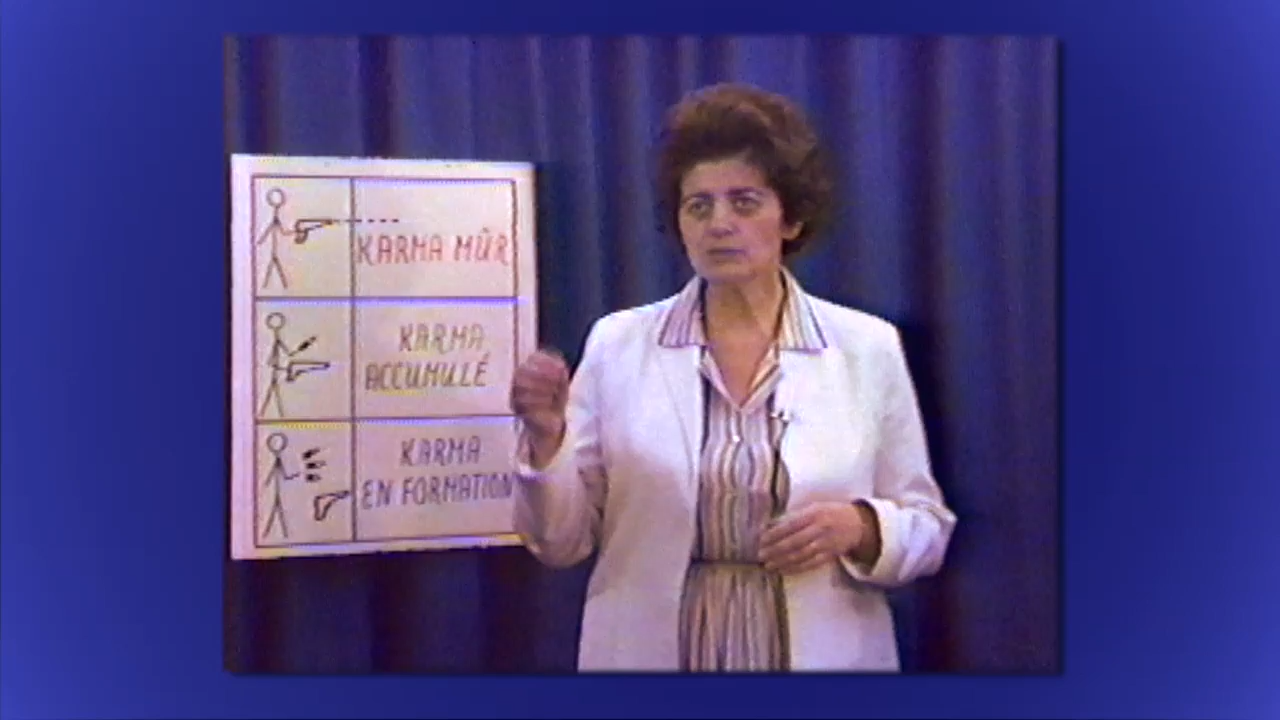 KARMA MÛR
KARMA
ACCUMULÉ
KARMA
EN FORMATION